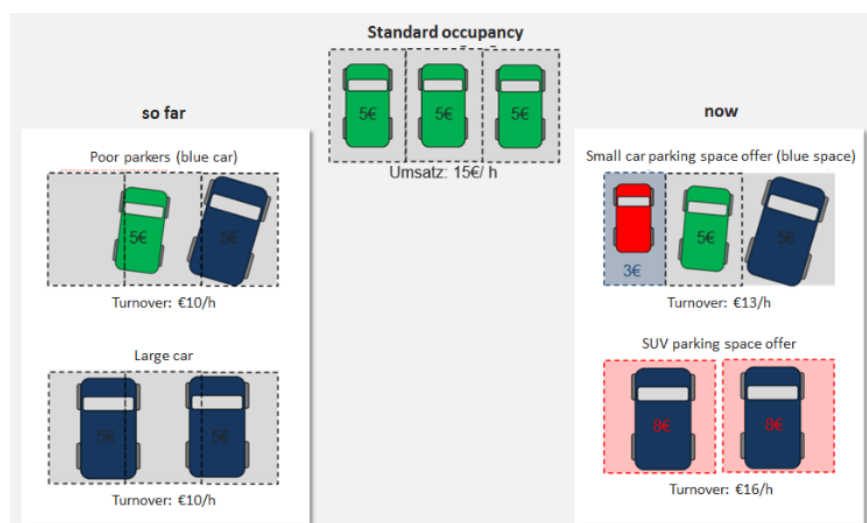 Standard occupancy
5€ 5€ 5€
Umsatz: 15€/ h
so far
Poor parkers (blue car)
5€ 5€
Turnover: €10/h
Large car
5€ 5€
Turnover: €10/h
now
Small car parking space offer (blue space)
3€ 5€ 5€
Turnover: €13/h
SUV parking space offer
8€ 8€
Turnover: €16/h